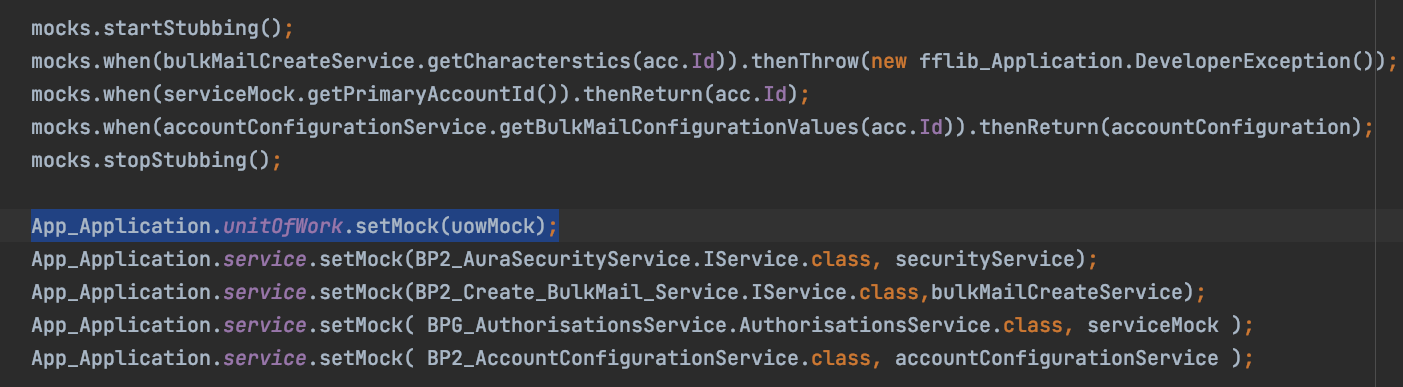 mocks.startStubbing();
mocks.when(bulkMailCreateService.getCharacterstics(acc.Id)).thenThrow(new fflib_Application.DeveloperException());
mocks.when(serviceMock.getPrimaryAccountId()).thenReturn(acc.Id);
mocks.when(accountConfigurationService.getBulkMailConfigurationValues(acc.Id)).thenReturn(accountConfiguration);
mocks.stopStubbing();
App_Application.unitOfWork.setMock(uowMock);
App_Application.service.setMock(BP2_AuraSecurityService.IService.class, securityService);
App_Application.service.setMock(BP2_Create_BulkMail_Service.IService.class,bulkMailCreateService);
App_Application.service.setMock( BPG_AuthorisationsService.AuthorisationsService.class, serviceMock );
App_Application.service.setMock( BP2_AccountConfigurationService.class, accountConfigurationService );